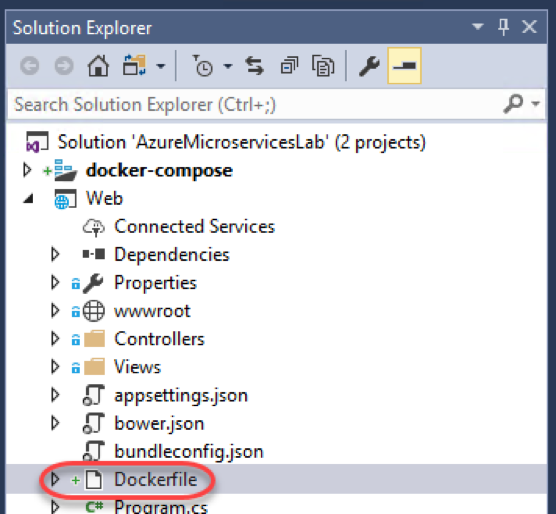 Solution Explorer
Search Solution Explorer (Ctrl+;)
Solution 'AzureMicroservicesLab' (2 projects)
docker-compose
Web
Connected Services
Dependencies
Properties
wwwroot
Controllers
Views
appsettings.json
bower.json
bundleconfig.json
Dockerfile
C# Program.cs